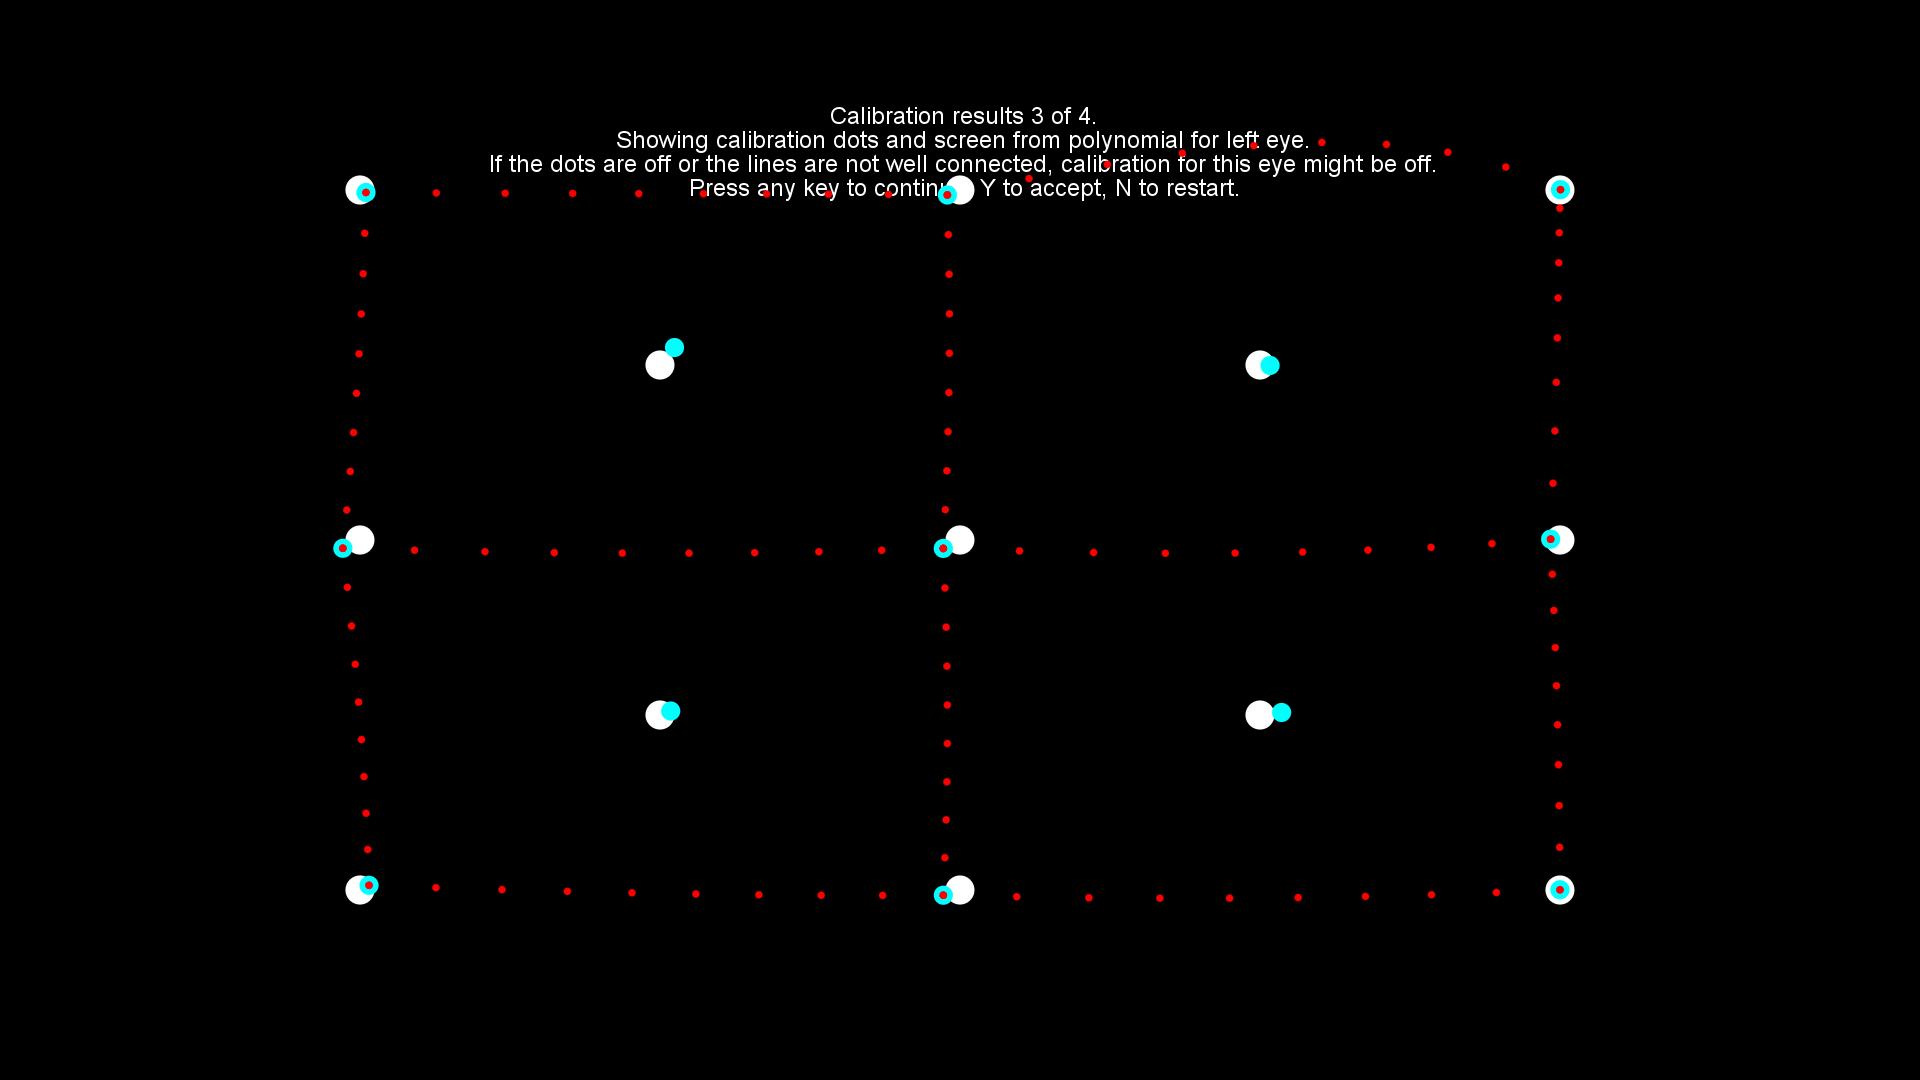 Calibration results 3 of 4.
Showing calibration dots and screen from polynomial for left eye.
If the dots are off or the lines are not well connected, calibration for this eye might be off.
Press any key to continue, Y to accept, N to restart.